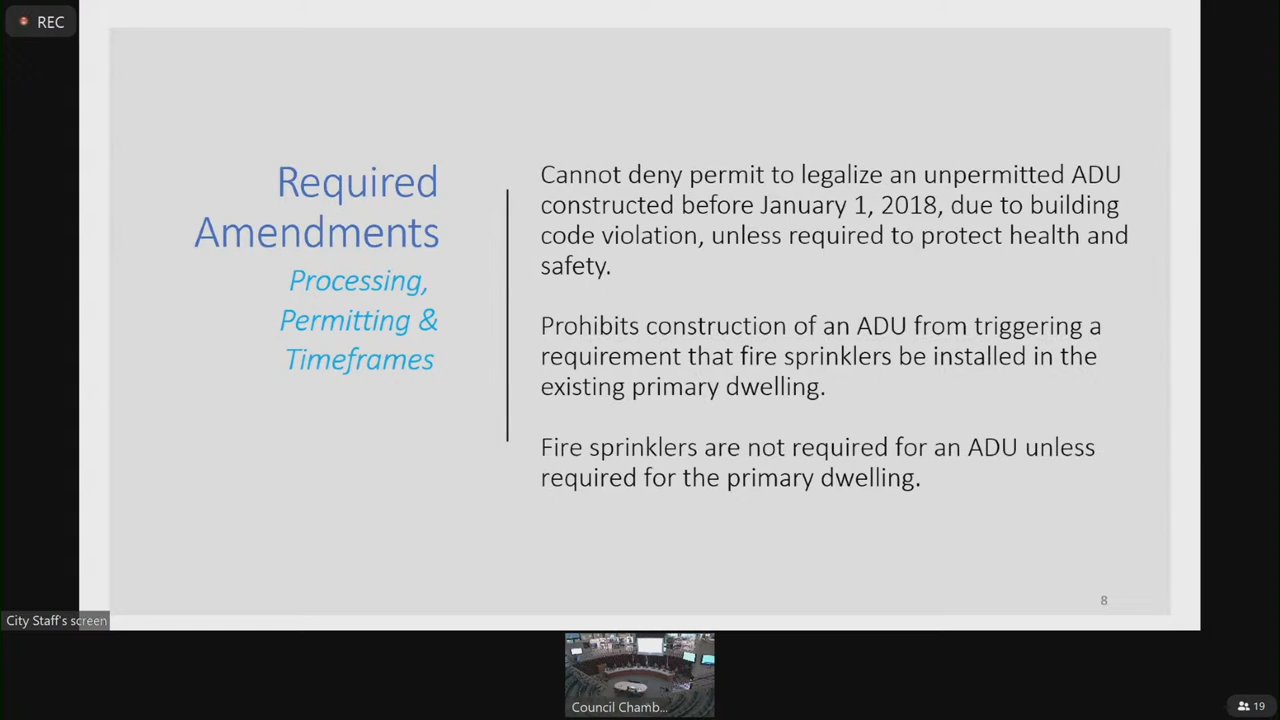 REC
Required
Amendments
Processing,
Permitting &
Timeframes
Cannot deny permit to legalize an unpermitted ADU
constructed before January 1, 2018, due to building
code violation, unless required to protect health and
safety.
Prohibits construction of an ADU from triggering a
requirement that fire sprinklers be installed in the
existing primary dwelling.
Fire sprinklers are not required for an ADU unless
required for the primary dwelling.
8
City Staff's screen
Council Chamb...
19